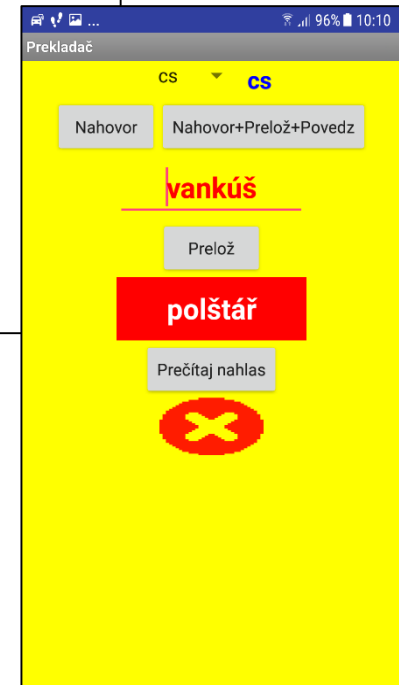 ... 96% 10:10
Prekladač
cs cs
Nahovor Nahovor+Prelož+Povedz
vankúš
Prelož
polštář
Prečítaj nahlas